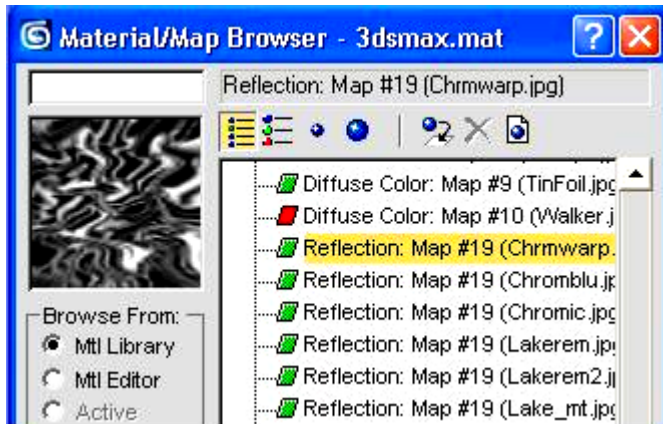 Material/Map Browser - 3dsmax.mat
Reflection: Map #19 (Chrmwarp.jpg)
Diffuse Color: Map #9 (TinFoil.jpg
Diffuse Color: Map #10 (Walker.j
Reflection: Map #19 (Chrmwarp.
Reflection: Map #19 (Chromblu.jp
Reflection: Map #19 (Chromic.jpg
Reflection: Map #19 (Lakerem.jpg
Reflection: Map #19 (Lakerem2.j
Reflection: Map #19 (Lake_mt.jpg
Browse From:
Mtl Library
Mtl Editor
Active